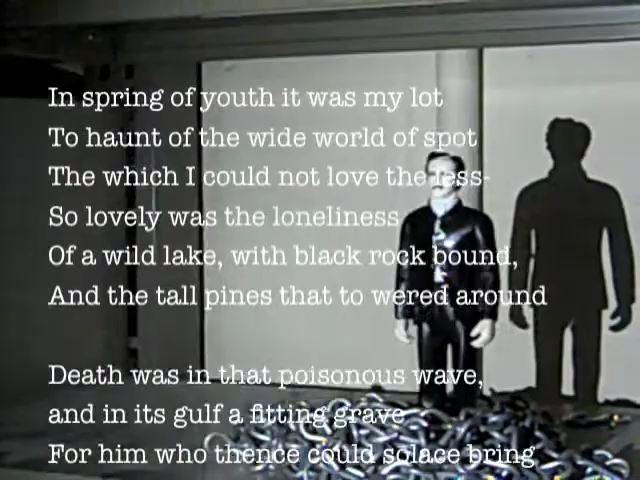 In spring of youth it was my lot
To haunt of the wide world of spot
The which I could not love the less-
So lovely was the loneliness
Of a wild lake, with black rock bound,
And the tall pines that to wered around
Death was in that poisonous wave,
and in its gulf a fitting grave
For him who thence could solace bring